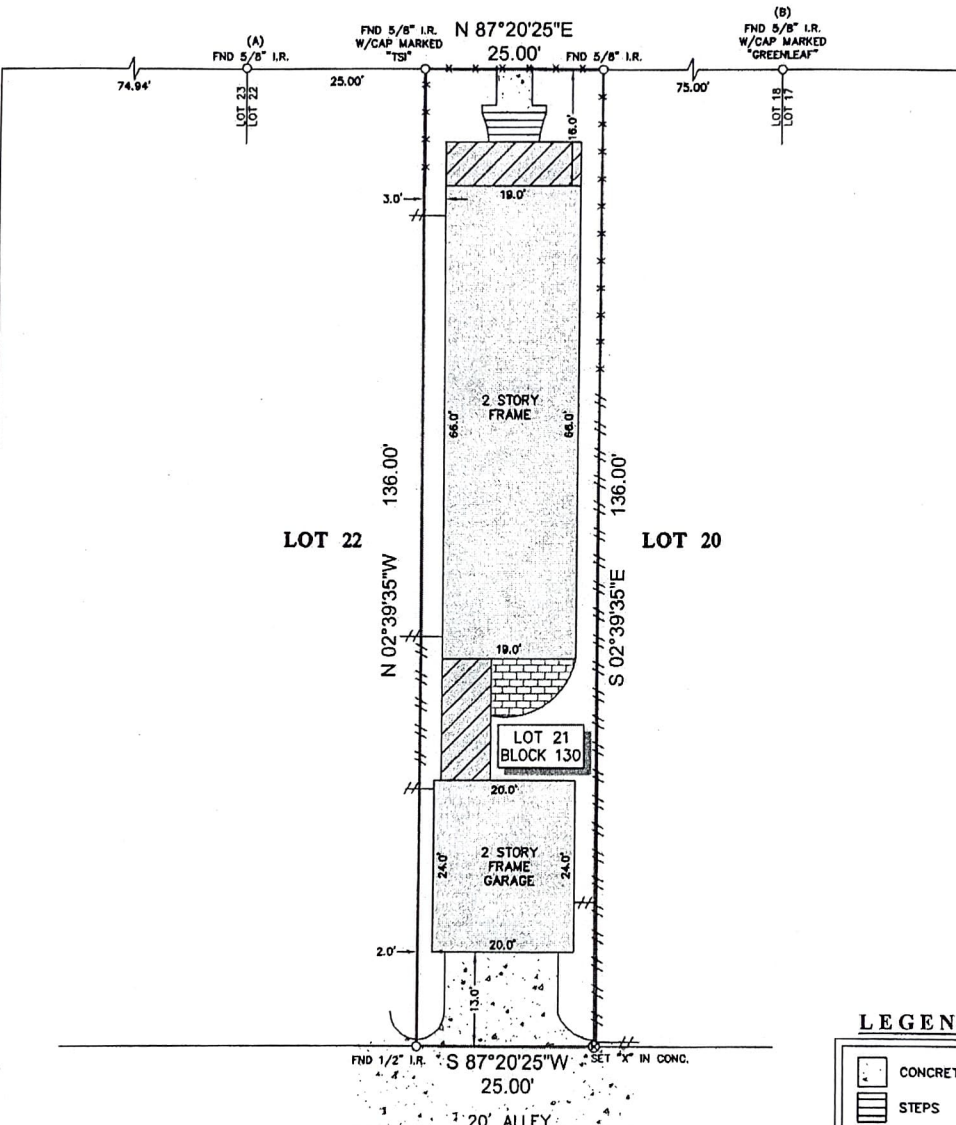 (A)
FND 5/8" I.R.
FND 5/8" I.R.
W/CAP MARKED
"TSI"
N 87°20'25"E
25.00'
FND 5/8" I.R.
(B)
FND 5/8" I.R.
W/CAP MARKED
"GREENLEAF"
74.94'
25.00'
75.00'
LOT 23
LOT 22
LOT 18
LOT 17
16.0'
3.0'
19.0'
2 STORY
FRAME
66.0'
66.0'
N 02°39'35"W 136.00'
S 02°39'35"E 136.00'
LOT 22
LOT 20
19.0'
LOT 21
BLOCK 130
20.0'
2 STORY
FRAME
GARAGE
24.0'
24.0'
20.0'
2.0'
13.0'
FND 1/2" I.R.
S 87°20'25"W
25.00'
SET "X" IN CONC.
20' ALLEY
LEGEN
CONCRET
STEPS